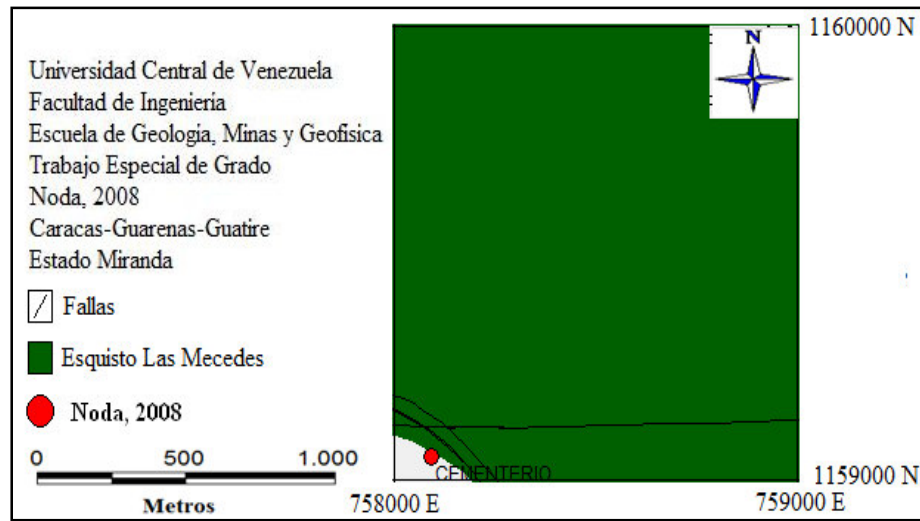 Universidad Central de Venezuela
Facultad de Ingeniería
Escuela de Geología, Minas y Geofísica
Trabajo Especial de Grado
Noda, 2008
Caracas-Guarenas-Guatire
Estado Miranda
Fallas
Esquisto Las Mecedes
Noda, 2008
0 500 1.000
Metros
N
1160000 N
CEMENTERIO
1159000 N
758000 E
759000 E